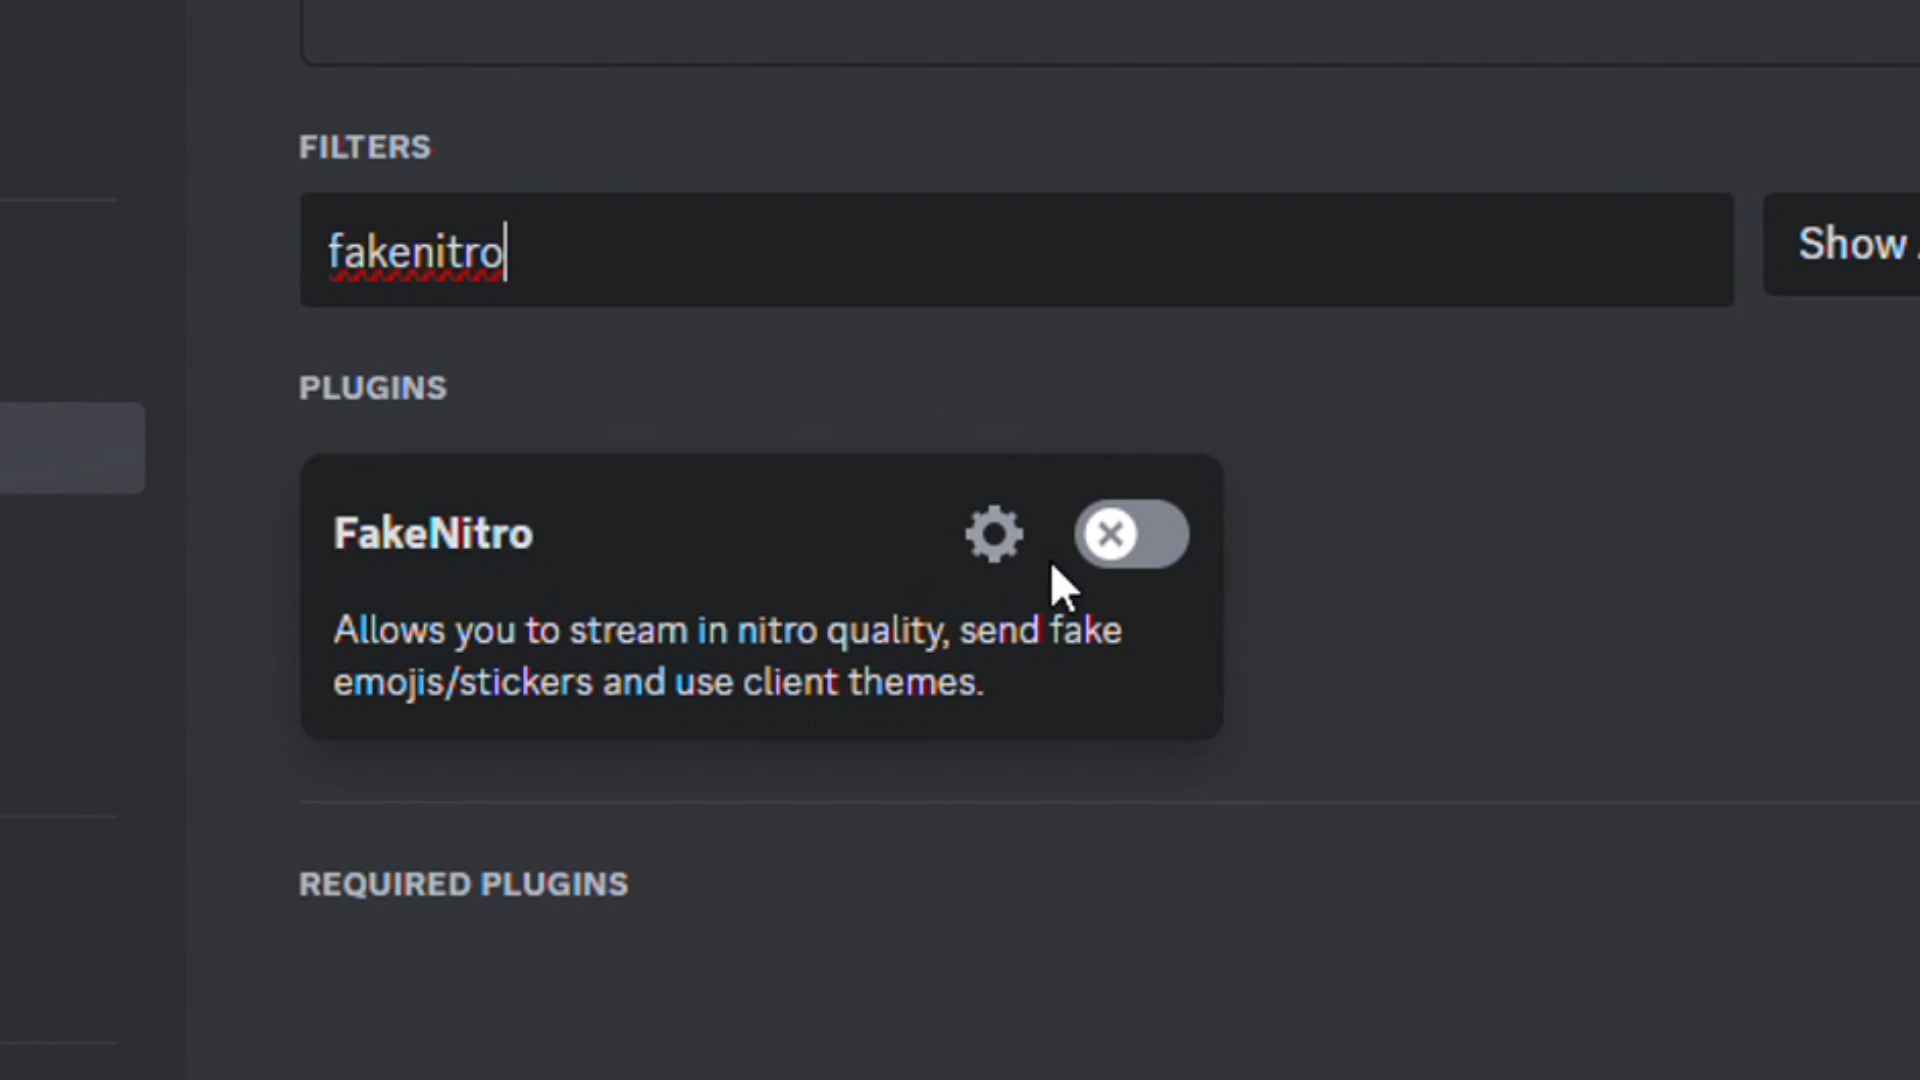 FILTERS
fakenitro
Show
PLUGINS
FakeNitro
Allows you to stream in nitro quality, send fake
emojis/stickers and use client themes.
REQUIRED PLUGINS